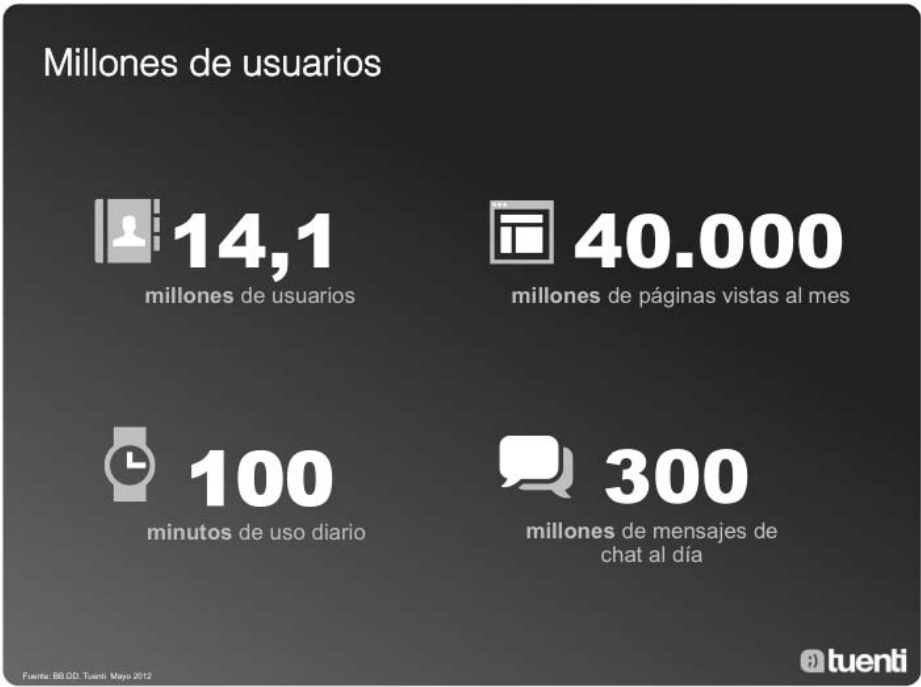 Millones de usuarios
14,1
millones de usuarios
40.000
millones de páginas vistas al mes
100
minutos de uso diario
300
millones de mensajes de
chat al día
Fuente: BB.DD. Tuenti Mayo 2012
tuenti